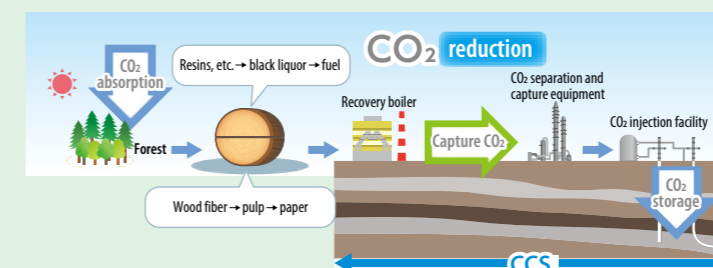 CO₂ reduction
CO₂
absorption
Resins, etc. → black liquor → fuel
Forest
Wood fiber → pulp → paper
Recovery boiler
Capture CO₂
CO₂ separation and
capture equipment
CO₂ injection facility
CO₂
storage
CCS